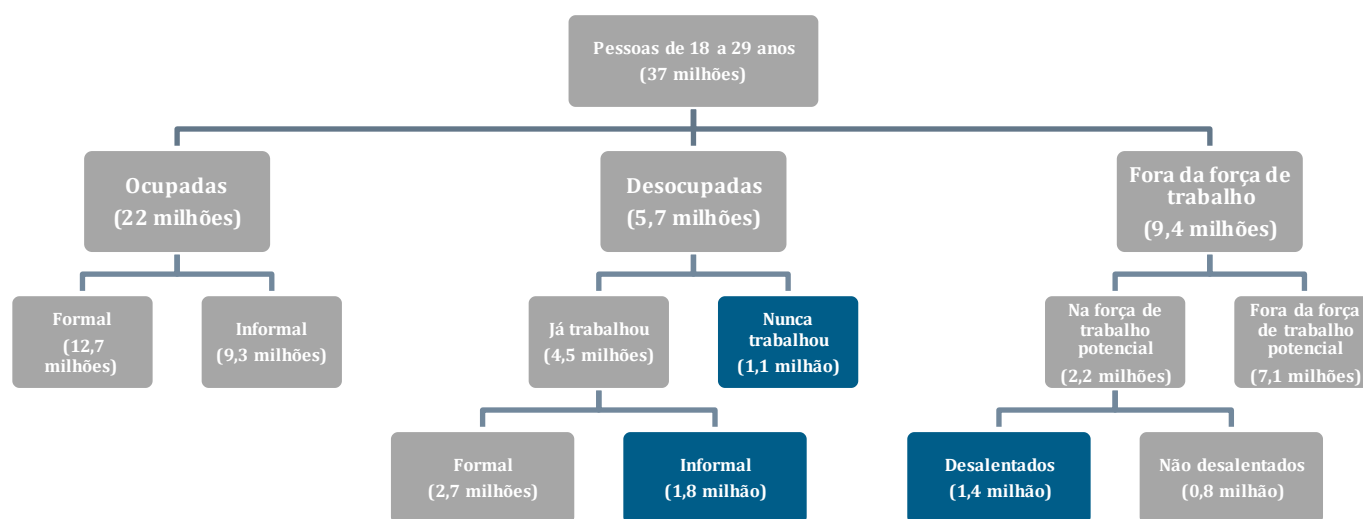 Pessoas de 18 a 29 anos
(37 milhões)
Ocupadas
(22 milhões)
Desocupadas
(5,7 milhões)
Fora da força de
trabalho
(9,4 milhões)
Formal
(12,7
milhões)
Informal
(9,3 milhões)
Já trabalhou
(4,5 milhões)
Nunca
trabalhou
(1,1 milhão)
Na força de
trabalho
potencial
(2,2 milhões)
Fora da força
de trabalho
potencial
(7,1 milhões)
Formal
(2,7 milhões)
Informal
(1,8 milhão)
Desalentados
(1,4 milhão)
Não desalentados
(0,8 milhão)